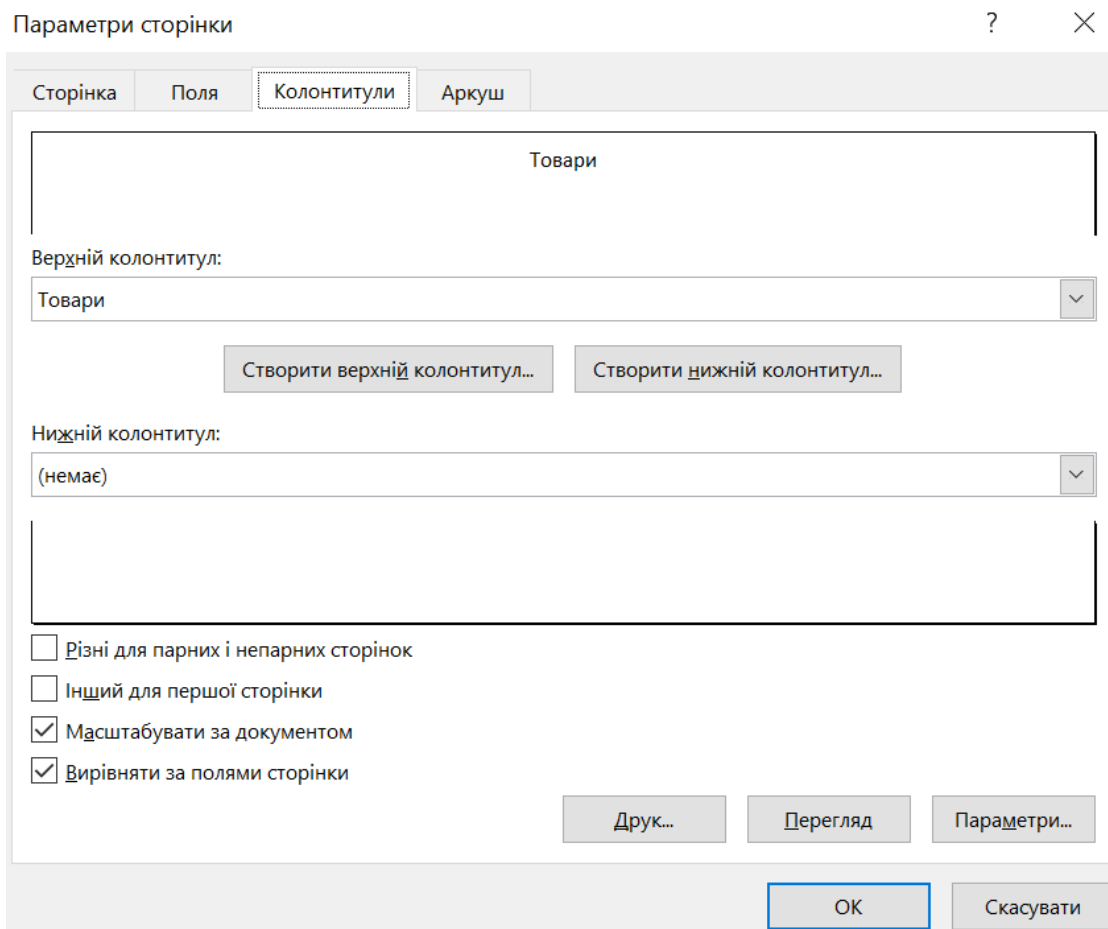 Параметри сторінки ?
Сторінка Поля Колонтитули Аркуш
Товари
Верхній колонтитул:
Товари
Створити верхній колонтитул... Створити нижній колонтитул...
Нижній колонтитул:
(немає)
Різні для парних і непарних сторінок
Інший для першої сторінки
Масштабувати за документом
Вирівняти за полями сторінки
Друк... Перегляд Параметри...
ОК Скасувати